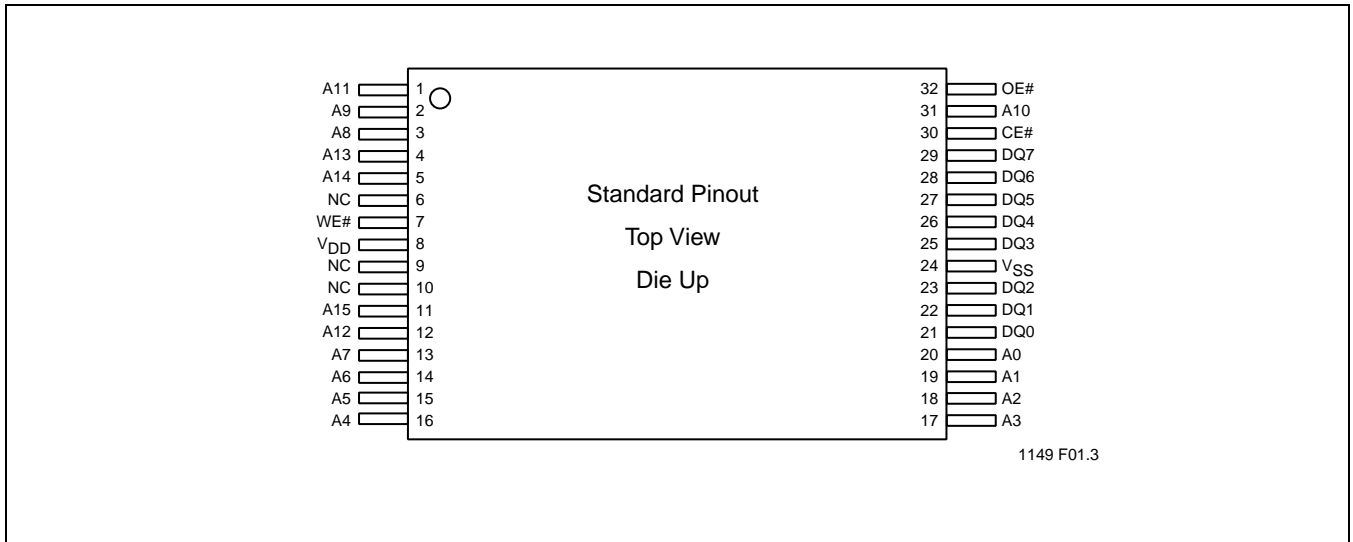 A11 1 32 OE#
A9 2 31 A10
A8 3 30 CE#
A13 4 29 DQ7
A14 5 28 DQ6
NC 6 27 DQ5
WE# 7 26 DQ4
VDD 8 25 DQ3
NC 9 24 VSS
NC 10 23 DQ2
A15 11 22 DQ1
A12 12 21 DQ0
A7 13 20 A0
A6 14 19 A1
A5 15 18 A2
A4 16 17 A3
Standard Pinout
Top View
Die Up
1149 F01.3